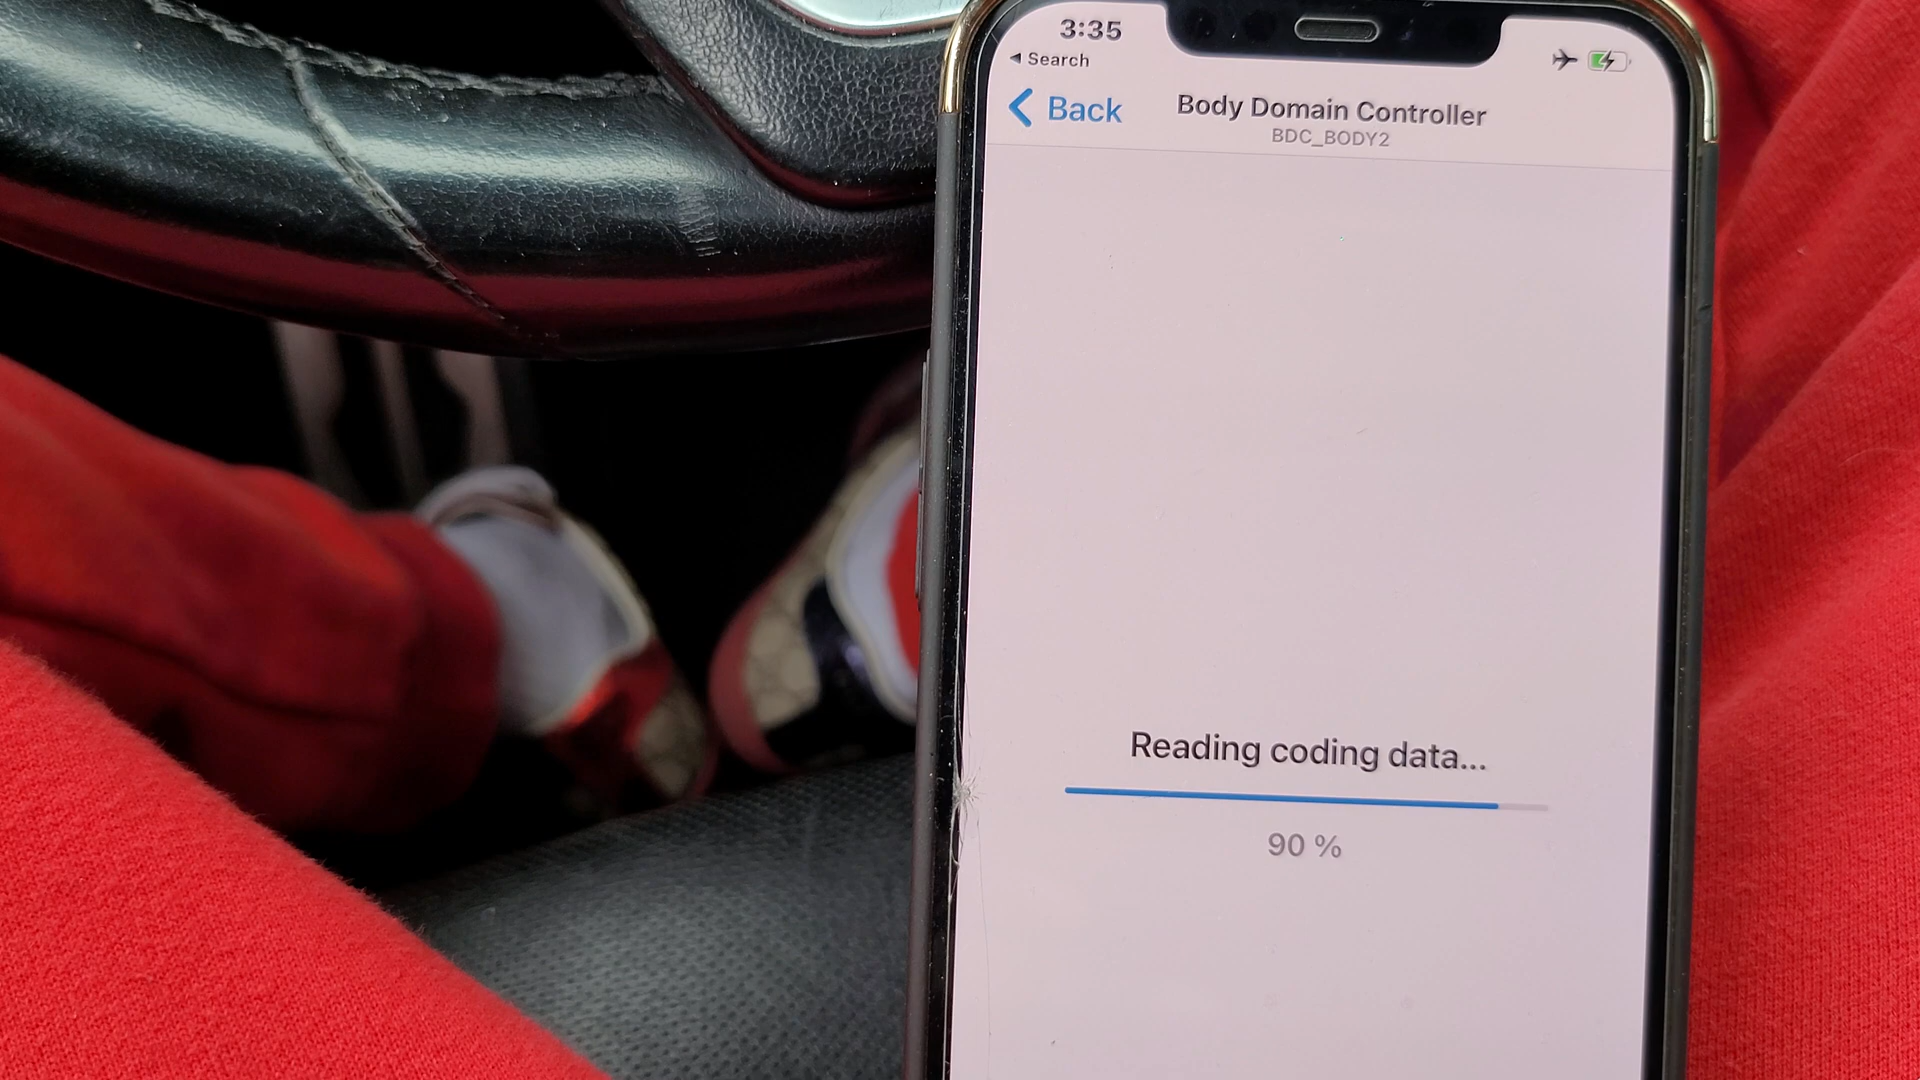 3:35
Search
Back
Body Domain Controller
BDC_BODY2
Reading coding data...
90 %